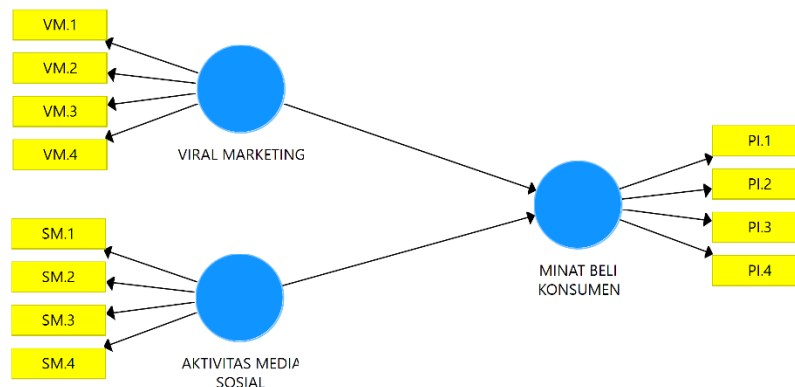 VM.1
VM.2
VM.3
VM.4
VIRAL MARKETING
SM.1
SM.2
SM.3
SM.4
AKTIVITAS MEDIA
SOSIAL
MINAT BELI
KONSUMEN
PI.1
PI.2
PI.3
PI.4